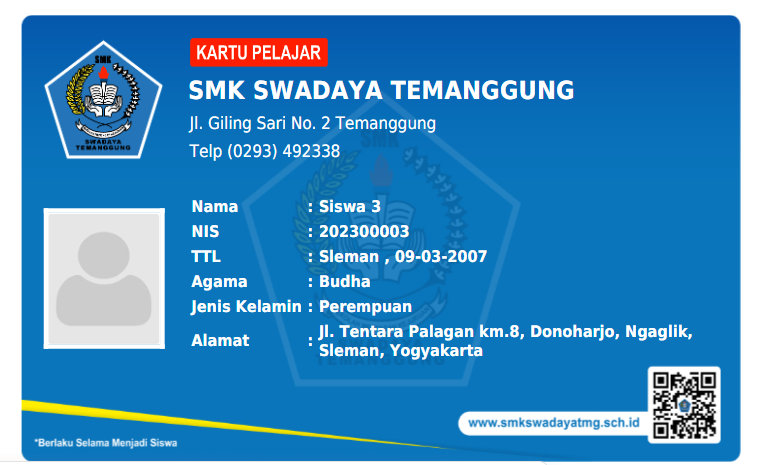 KARTU PELAJAR
SMK SWADAYA TEMANGGUNG
Jl. Giling Sari No. 2 Temanggung
Telp (0293) 492338
SMK
SWADAYA
TEMANGGUNG
Nama : Siswa 3
NIS : 202300003
TTL : Sleman , 09-03-2007
Agama : Budha
Jenis Kelamin : Perempuan
Alamat : Jl. Tentara Palagan km.8, Donoharjo, Ngaglik,
Sleman, Yogyakarta
www.smkswadayatmg.sch.id
*Berlaku Selama Menjadi Siswa